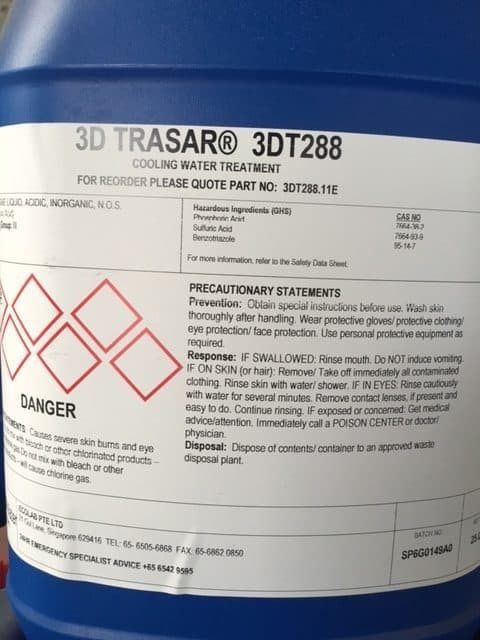 3D TRASAR® 3DT288
COOLING WATER TREATMENT
FOR REORDER PLEASE QUOTE PART NO: 3DT288.11E
LIQUID, ACIDIC, INORGANIC, N.O.S.
Group: III
Hazardous Ingredients (GHS)
Phosphoric Acid
Sulfuric Acid
Benzotriazole
For more information, refer to the Safety Data Sheet.
CAS NO
7664-38-2
7664-93-9
95-14-7
PRECAUTIONARY STATEMENTS
Prevention: Obtain special instructions before use. Wash skin
thoroughly after handling. Wear protective gloves/ protective clothing/
eye protection/ face protection. Use personal protective equipment as
required.
Response: IF SWALLOWED: Rinse mouth. Do NOT induce vomiting.
IF ON SKIN (or hair): Remove/ Take off immediately all contaminated
clothing. Rinse skin with water/ shower. IF IN EYES: Rinse cautiously
with water for several minutes. Remove contact lenses, if present and
easy to do. Continue rinsing. IF exposed or concerned: Get medical
advice/attention. Immediately call a POISON CENTER or doctor/
physician.
Disposal: Dispose of contents/ container to an approved waste
disposal plant.
DANGER
Causes severe skin burns and eye
mix with bleach or other chlorinated products –
gas. Do not mix with bleach or other
– will cause chlorine gas.
ECOLAB PTE LTD
21 Gul Lane, Singapore 629416 TEL: 65- 6505-6868 FAX: 65-6862 0850
24HR EMERGENCY SPECIALIST ADVICE +65 6542 9595
BATCH NO.
SP6G0149A0